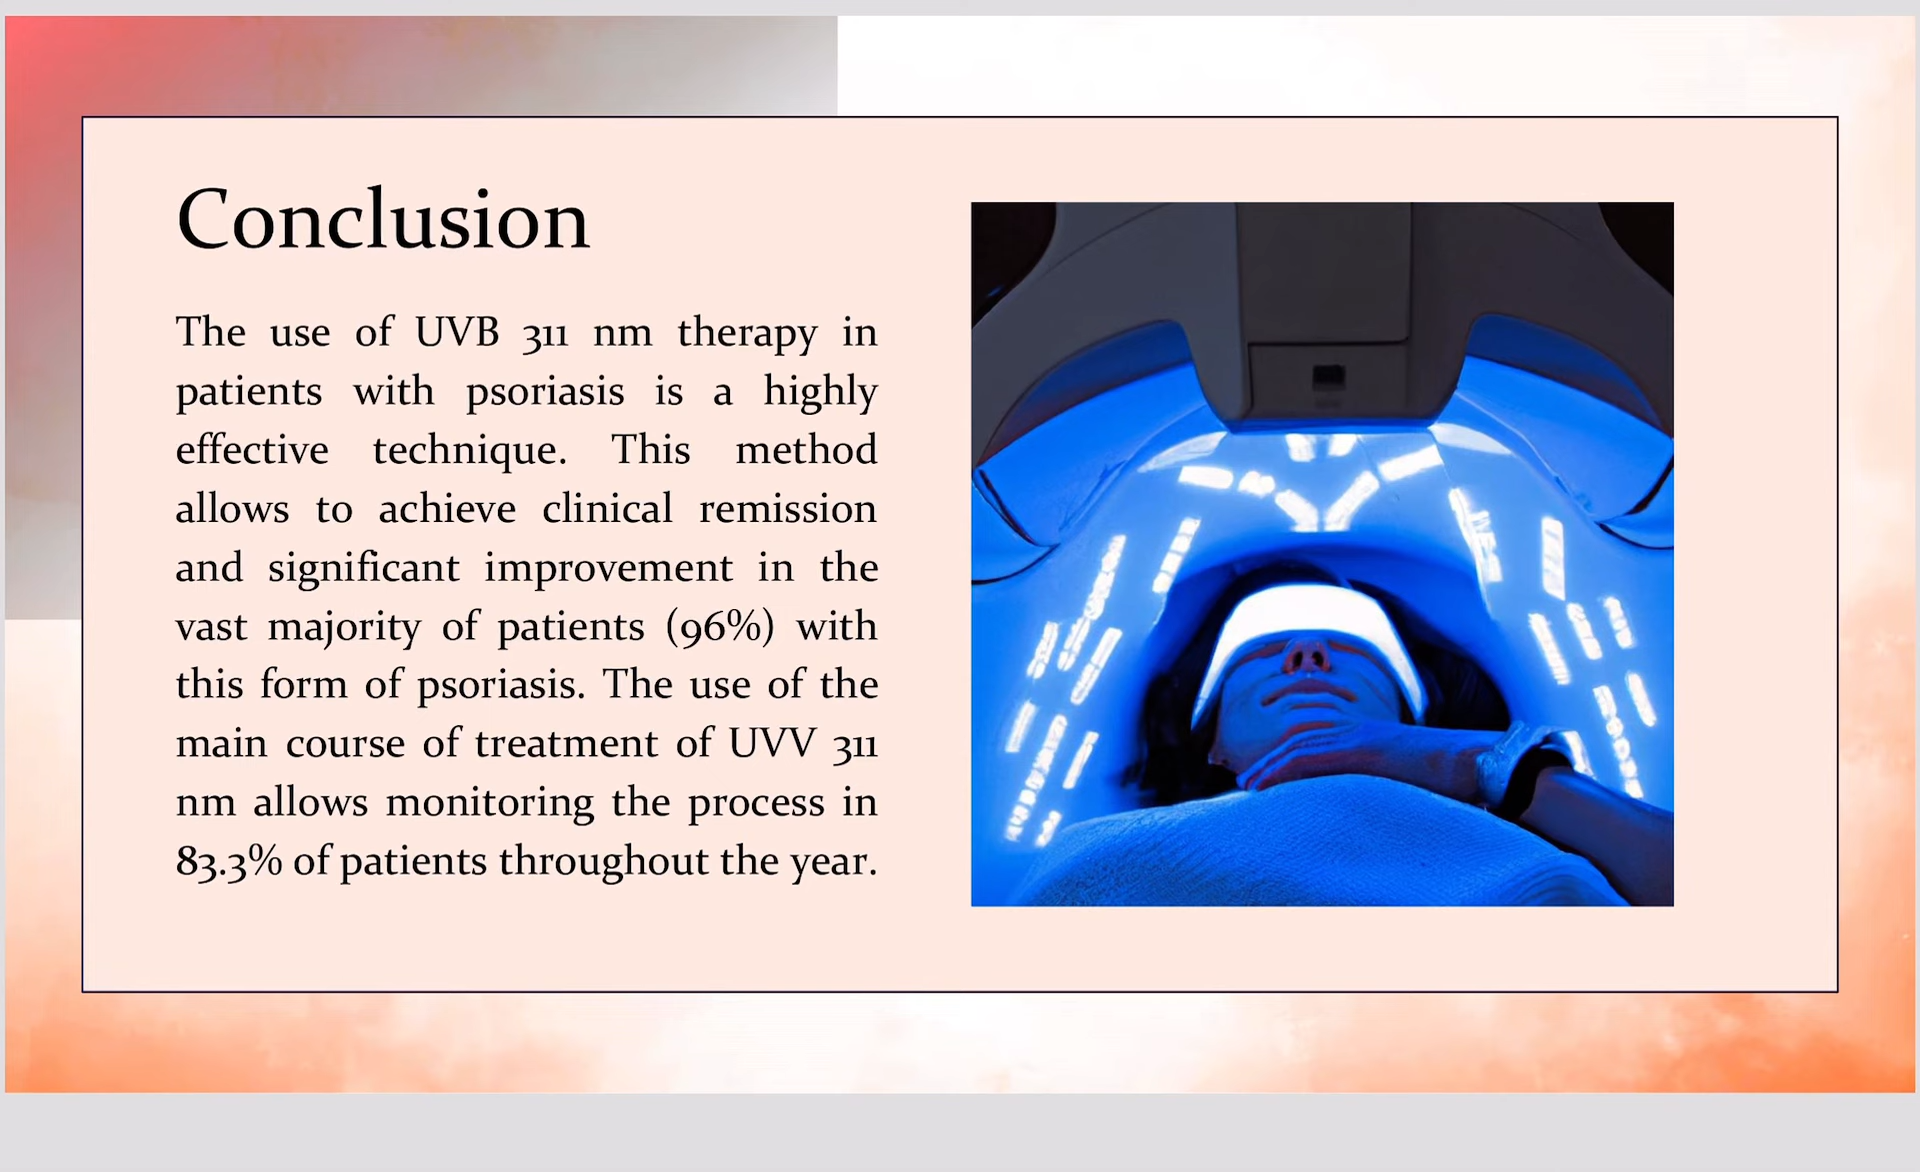 Conclusion
The use of UVB 311 nm therapy in
patients with psoriasis is a highly
effective technique. This method
allows to achieve clinical remission
and significant improvement in the
vast majority of patients (96%) with
this form of psoriasis. The use of the
main course of treatment of UVV 311
nm allows monitoring the process in
83.3% of patients throughout the year.